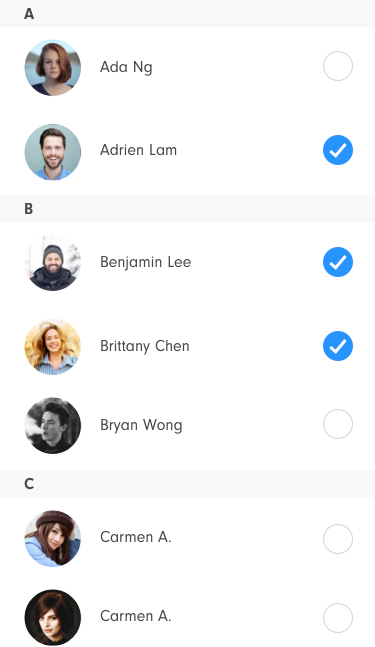 A
Ada Ng
Adrien Lam
B
Benjamin Lee
Brittany Chen
Bryan Wong
C
Carmen A.
Carmen A.